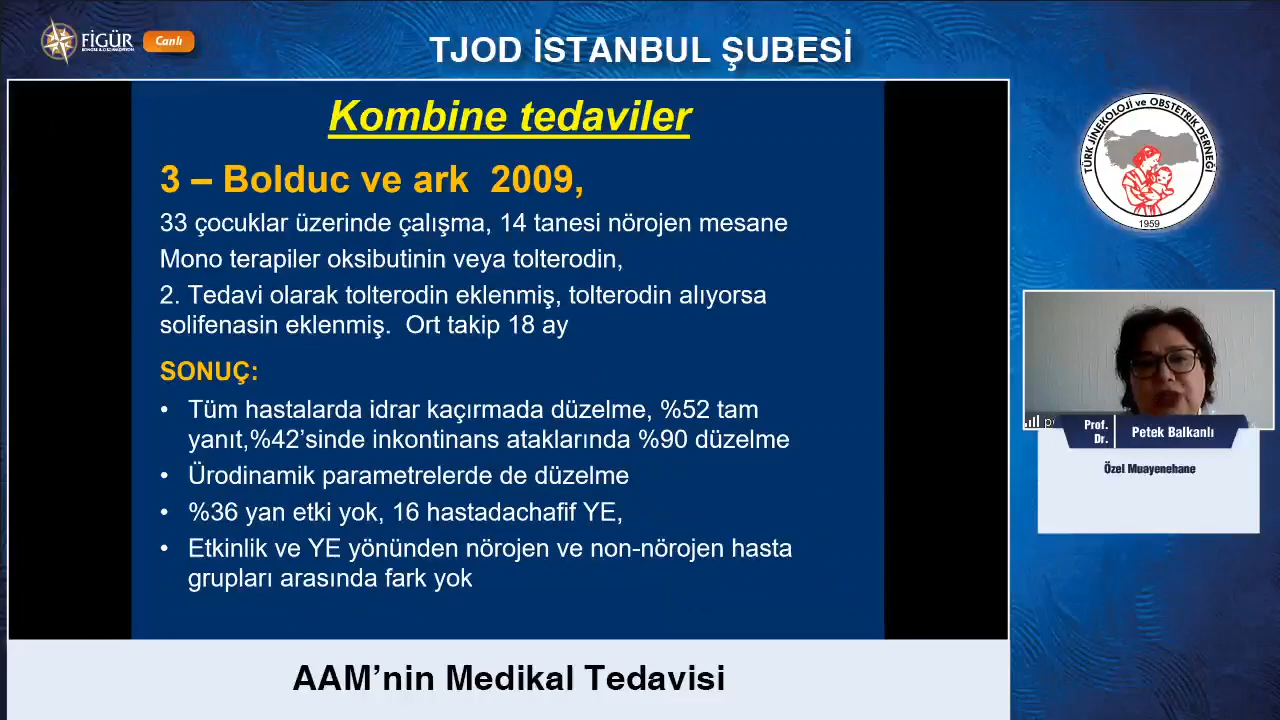 FİGÜR
Canlı
TJOD İSTANBUL ŞUBESİ
Kombine tedaviler
3 – Bolduc ve ark 2009,
33 çocuklar üzerinde çalışma, 14 tanesi nörojen mesane
Mono terapiler oksibutinin veya tolterodin,
2. Tedavi olarak tolterodin eklenmiş, tolterodin alıyorsa
solifenasin eklenmiş. Ort takip 18 ay
SONUÇ:
• Tüm hastalarda idrar kaçırmada düzelme, %52 tam
yanıt,%42’sinde inkontinans ataklarında %90 düzelme
• Ürodinamik parametrelerde de düzelme
• %36 yan etki yok, 16 hastadachafif YE,
• Etkinlik ve YE yönünden nörojen ve non-nörojen hasta
grupları arasında fark yok
TÜRK JİNEKOLOJİ ve OBSTETRİK DERNEĞİ
1959
Prof. Dr.
Petek Balkanlı
Özel Muayenehane
AAM’nin Medikal Tedavisi